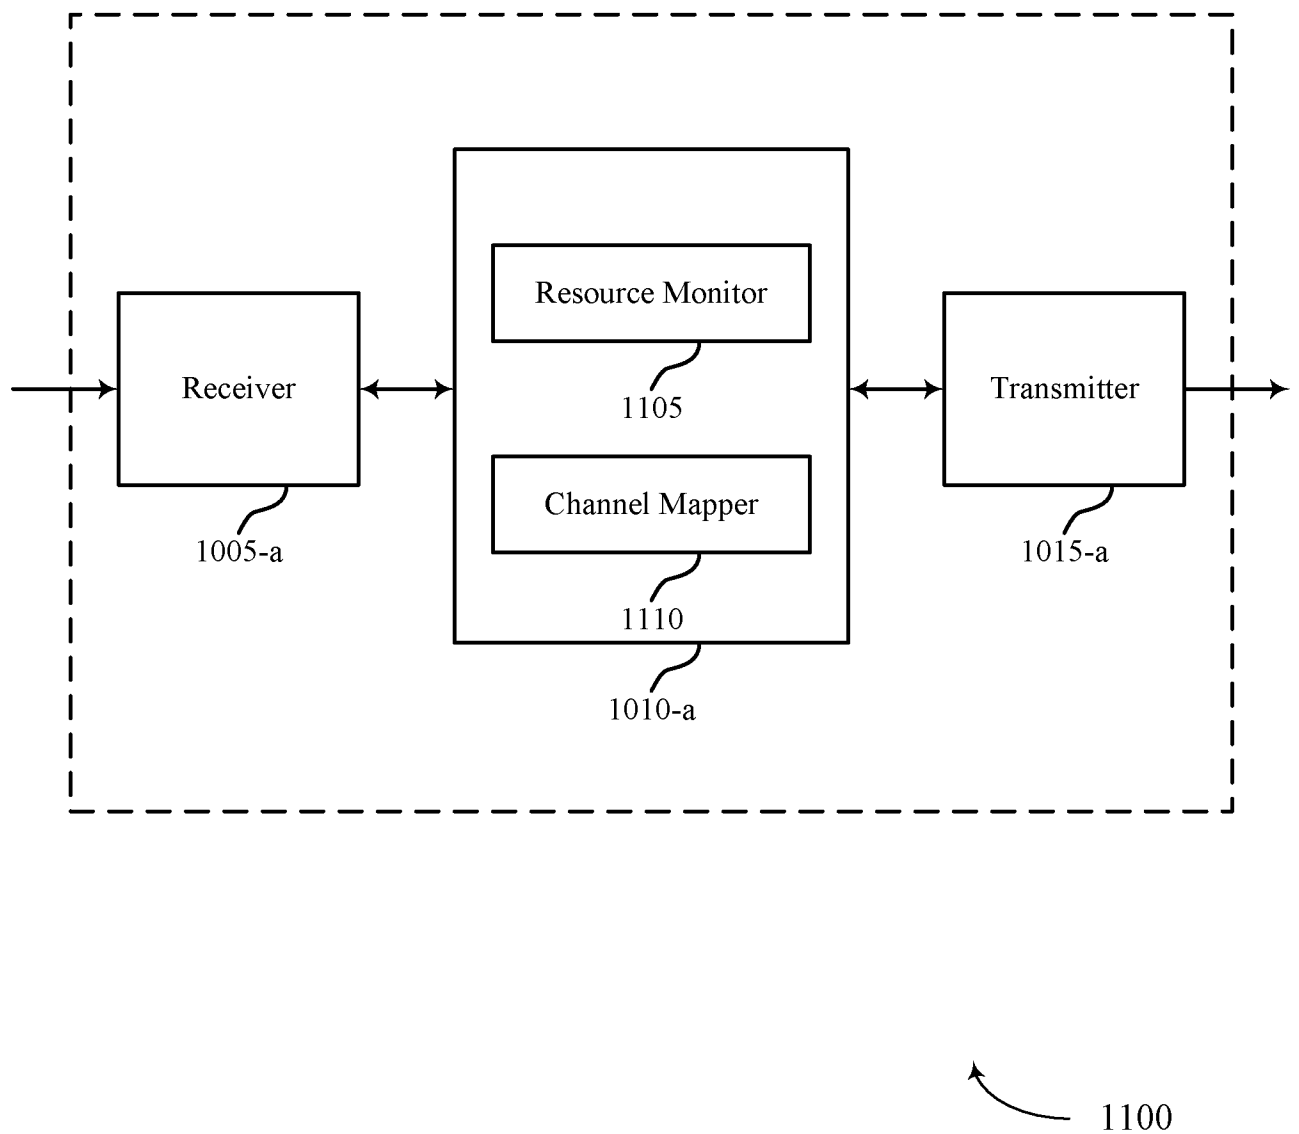 Resource Monitor
1105
Receiver
1005-a
Transmitter
1015-a
Channel Mapper
1110
1010-a
1100